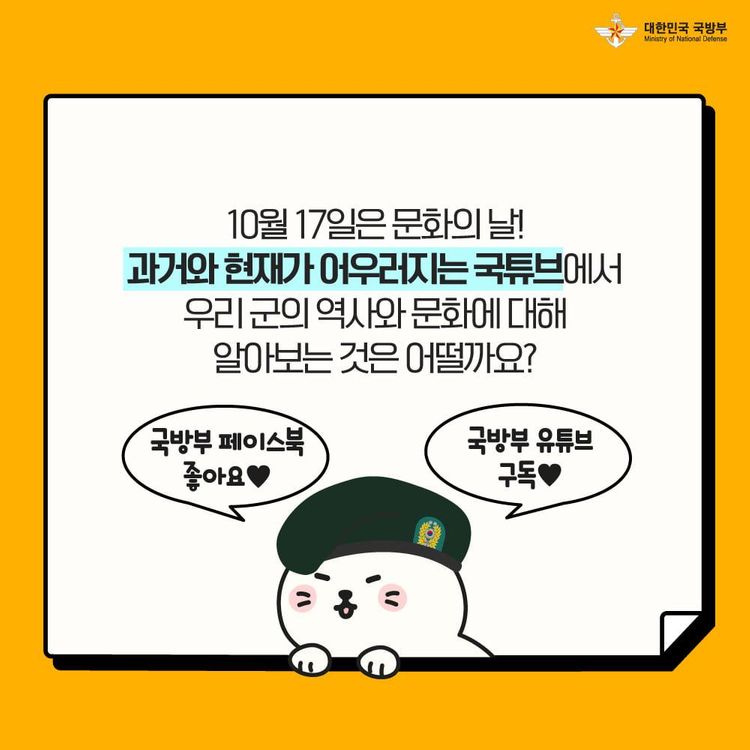 대한민국 국방부
Ministry of National Defense
10월 17일은 문화의 날!
과거와 현재가 어우러지는 국튜브에서
우리 군의 역사와 문화에 대해
알아보는 것은 어떨까요?
국방부 페이스북
좋아요♥
국방부 유튜브
구독♥